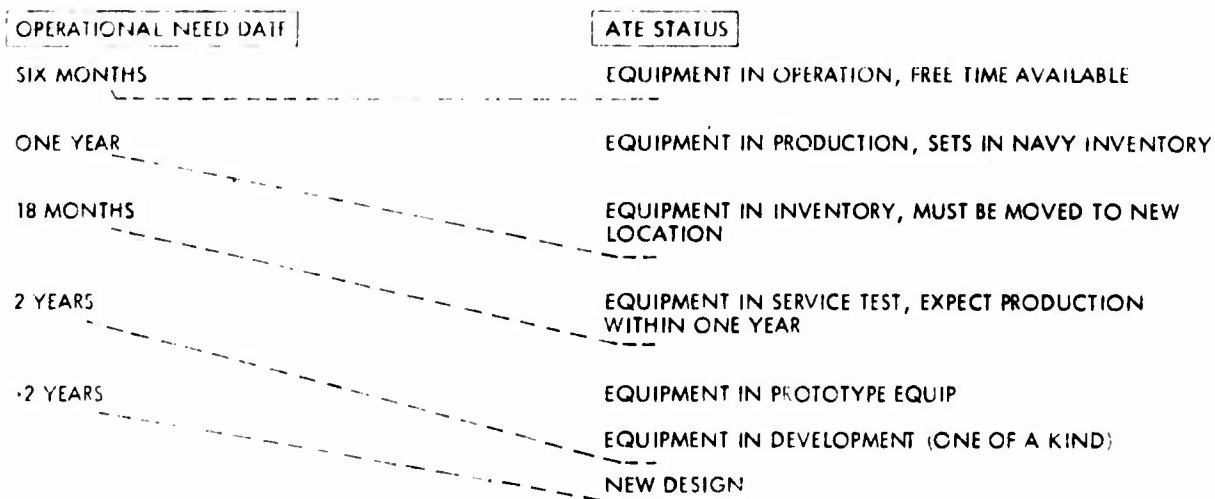 OPERATIONAL NEED DATE
ATE STATUS
SIX MONTHS
EQUIPMENT IN OPERATION, FREE TIME AVAILABLE
ONE YEAR
EQUIPMENT IN PRODUCTION, SETS IN NAVY INVENTORY
18 MONTHS
EQUIPMENT IN INVENTORY, MUST BE MOVED TO NEW
LOCATION
2 YEARS
EQUIPMENT IN SERVICE TEST, EXPECT PRODUCTION
WITHIN ONE YEAR
·2 YEARS
EQUIPMENT IN PROTOTYPE EQUIP
EQUIPMENT IN DEVELOPMENT (ONE OF A KIND)
NEW DESIGN